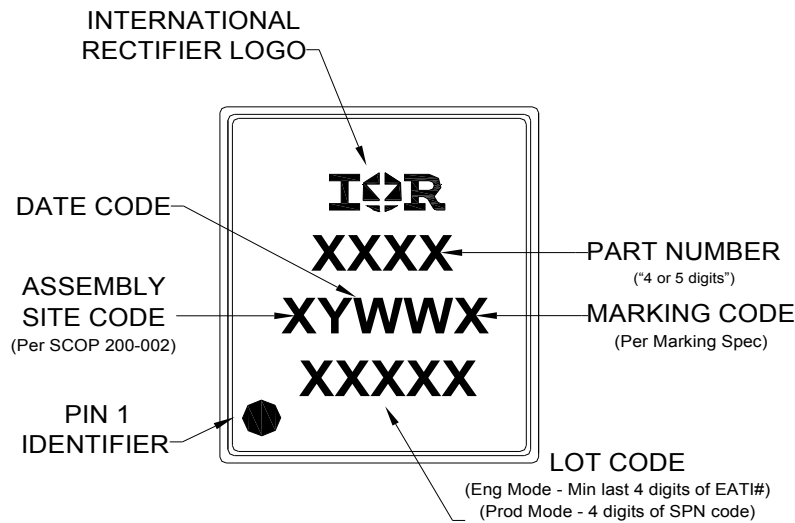 INTERNATIONAL
RECTIFIER LOGO
IOR
DATE CODE
XXXX
PART NUMBER
(“4 or 5 digits”)
ASSEMBLY
SITE CODE
(Per SCOP 200-002)
XYWWX
MARKING CODE
(Per Marking Spec)
XXXXX
PIN 1
IDENTIFIER
LOT CODE
(Eng Mode - Min last 4 digits of EATI#)
(Prod Mode - 4 digits of SPN code)